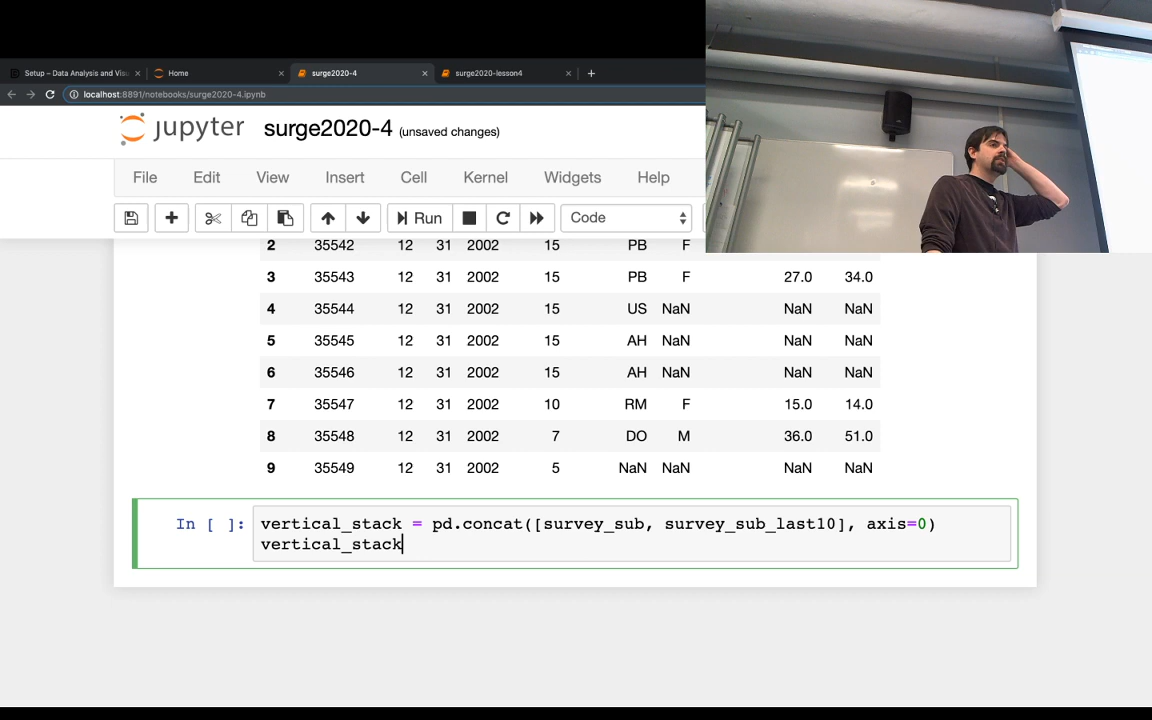 Setup – Data Analysis and Visu
Home
surge2020-4
surge2020-lesson4
localhost:8891/notebooks/surge2020-4.ipynb
jupyter surge2020-4 (unsaved changes)
File Edit View Insert Cell Kernel Widgets Help
Run Code
2 35542 12 31 2002 15 PB F
3 35543 12 31 2002 15 PB F 27.0 34.0
4 35544 12 31 2002 15 US NaN NaN NaN
5 35545 12 31 2002 15 AH NaN NaN NaN
6 35546 12 31 2002 15 AH NaN NaN NaN
7 35547 12 31 2002 10 RM F 15.0 14.0
8 35548 12 31 2002 7 DO M 36.0 51.0
9 35549 12 31 2002 5 NaN NaN NaN NaN
In [ ]: vertical_stack = pd.concat([survey_sub, survey_sub_last10], axis=0)
vertical_stack